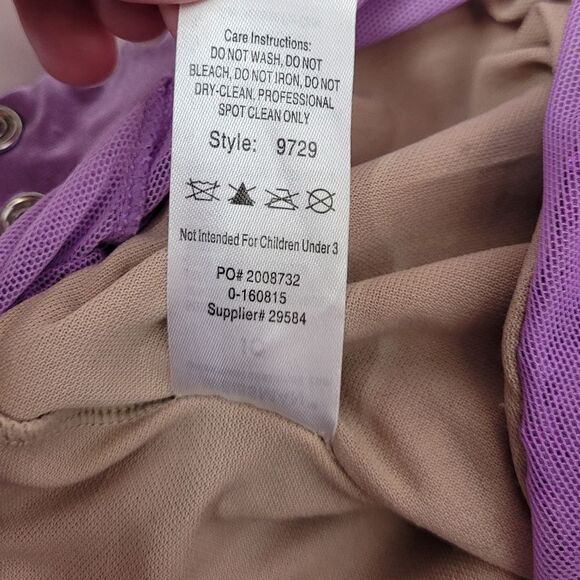 Care Instructions:
DO NOT WASH, DO NOT
BLEACH, DO NOT IRON, DO NOT
DRY-CLEAN, PROFESSIONAL
SPOT CLEAN ONLY
Style: 9729
Not Intended For Children Under 3
PO# 2008732
0-160815
Supplier# 29584